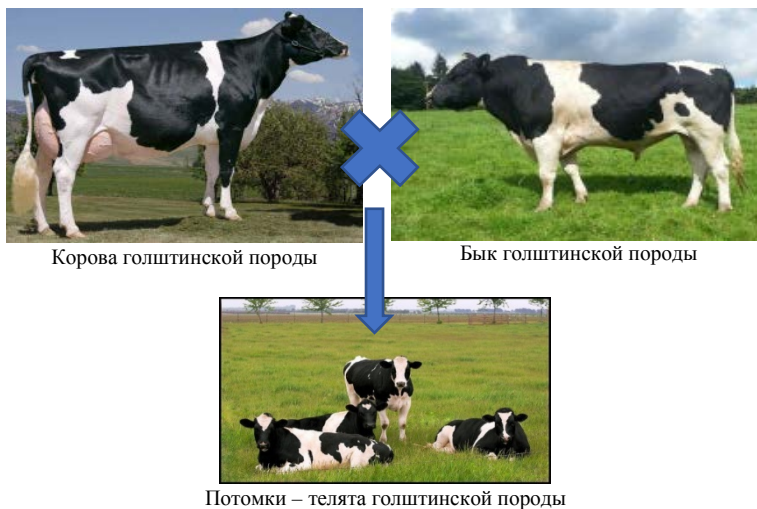 Корова голштинской породы
Бык голштинской породы
Потомки – телята голштинской породы